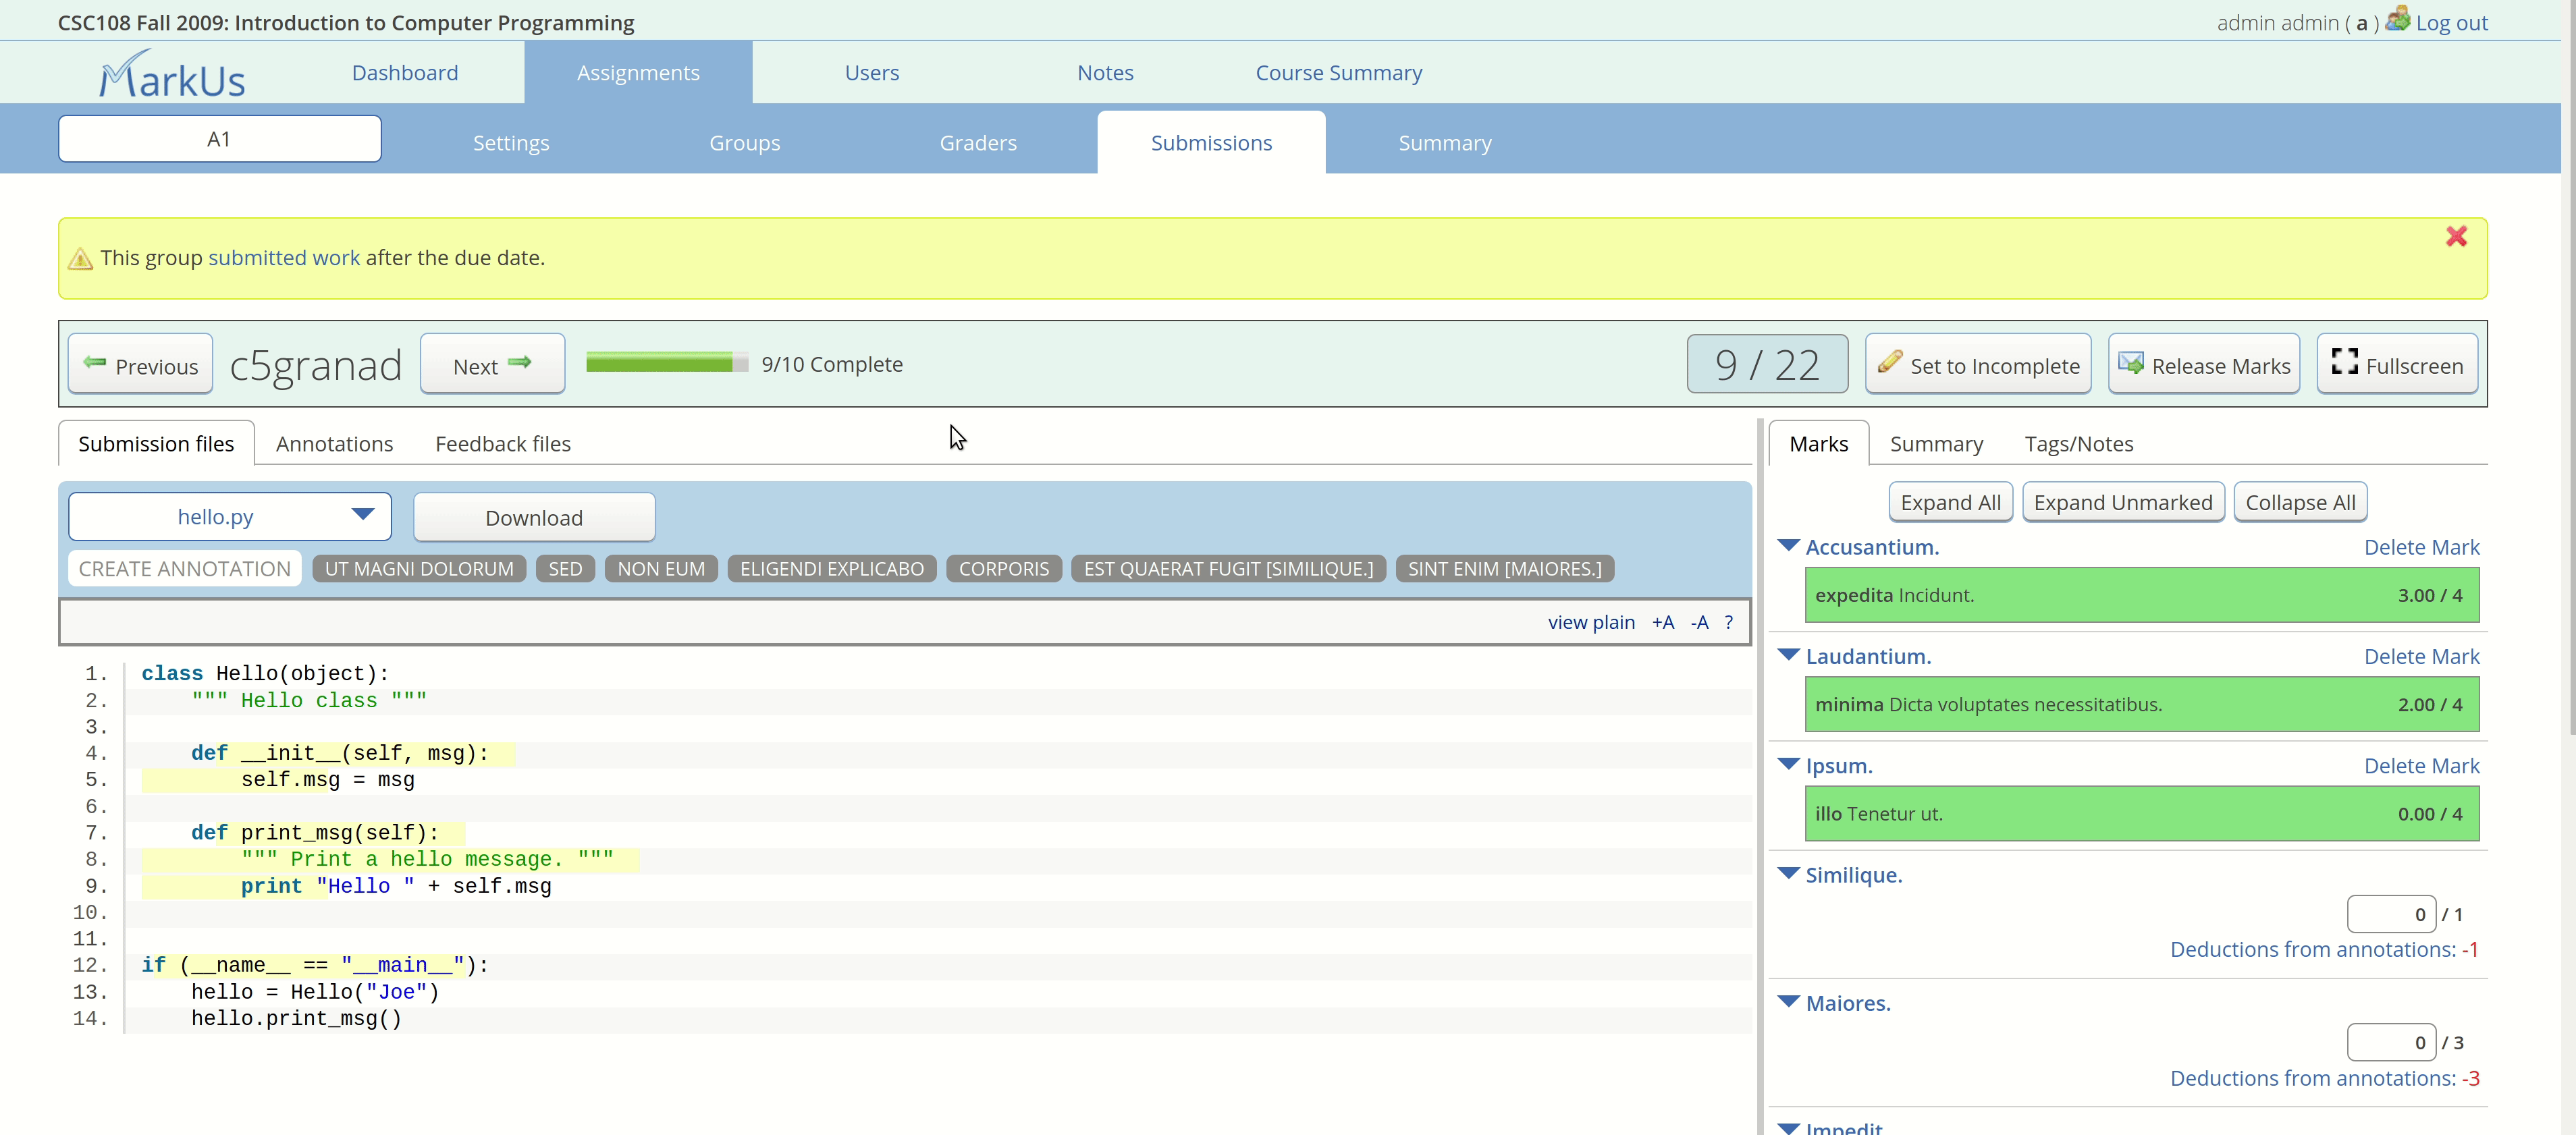 CSC108 Fall 2009: Introduction to Computer Programming
admin admin ( a ) Log out
MarkUs
Dashboard Assignments Users Notes Course Summary
A1 Settings Groups Graders Submissions Summary
This group submitted work after the due date.
Previous c5granad Next 9/10 Complete 9 / 22 Set to Incomplete Release Marks Fullscreen
Submission files Annotations Feedback files
hello.py Download
CREATE ANNOTATION UT MAGNI DOLORUM SED NON EUM ELIGENDI EXPLICABO CORPORIS EST QUAERAT FUGIT [SIMILIQUE.] SINT ENIM [MAIORES.]
view plain +A -A ?
1. class Hello(object):
2. """ Hello class """
3.
4. def __init__(self, msg):
5. self.msg = msg
6.
7. def print_msg(self):
8. """ Print a hello message. """
9. print "Hello " + self.msg
10.
11.
12. if (__name__ == "__main__"):
13. hello = Hello("Joe")
14. hello.print_msg()
Marks Summary Tags/Notes
Expand All Expand Unmarked Collapse All
Accusantium. Delete Mark
expedita Incidunt. 3.00 / 4
Laudantium. Delete Mark
minima Dicta voluptates necessitatibus. 2.00 / 4
Ipsum. Delete Mark
illo Tenetur ut. 0.00 / 4
Similique.
0 / 1
Deductions from annotations: -1
Maiores.
0 / 3
Deductions from annotations: -3
Impedit